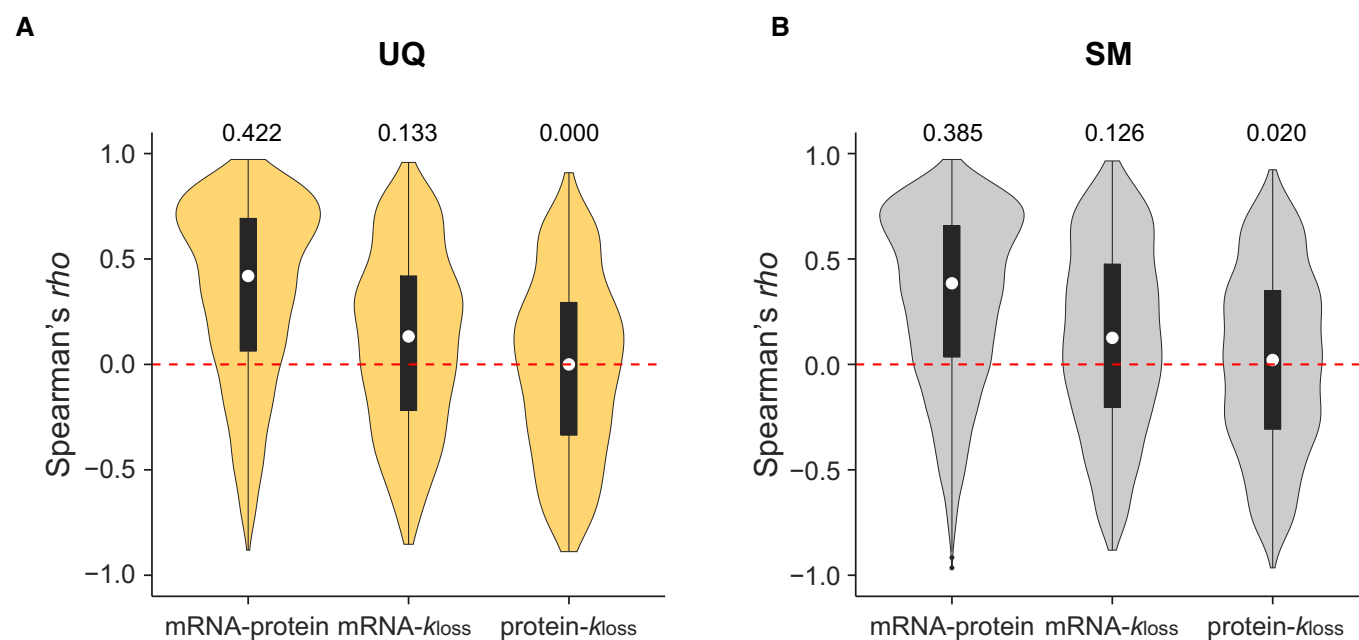 A
UQ
0.422 0.133 0.000
1.0
0.5
0.0
−0.5
−1.0
Spearman's rho
mRNA-protein mRNA-kloss protein-kloss
B
SM
0.385 0.126 0.020
1.0
0.5
0.0
−0.5
−1.0
Spearman's rho
mRNA-protein mRNA-kloss protein-kloss